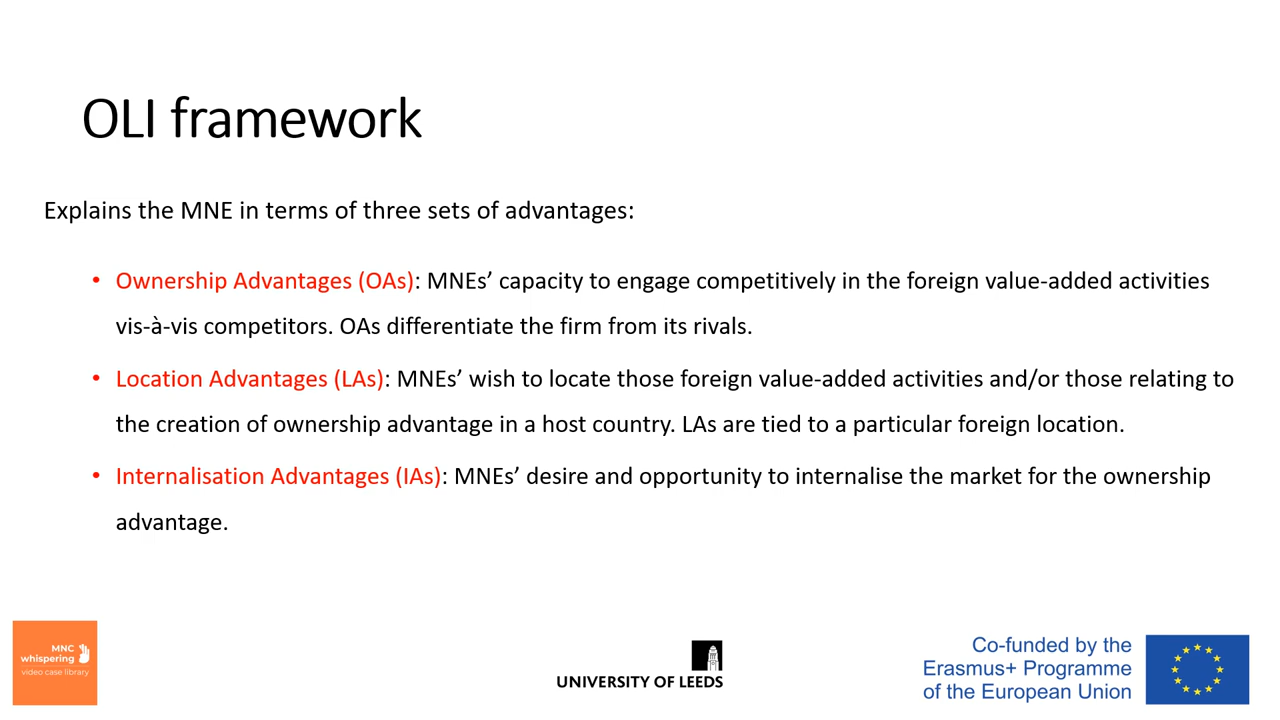 OLI framework
Explains the MNE in terms of three sets of advantages:
• Ownership Advantages (OAs): MNEs’ capacity to engage competitively in the foreign value-added activities
vis-à-vis competitors. OAs differentiate the firm from its rivals.
• Location Advantages (LAs): MNEs’ wish to locate those foreign value-added activities and/or those relating to
the creation of ownership advantage in a host country. LAs are tied to a particular foreign location.
• Internalisation Advantages (IAs): MNEs’ desire and opportunity to internalise the market for the ownership
advantage.
MNC
whispering
video case library
UNIVERSITY OF LEEDS
Co-funded by the
Erasmus+ Programme
of the European Union